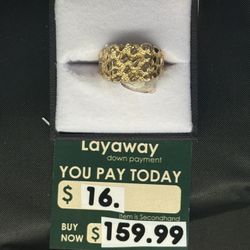 Layaway
down payment
YOU PAY TODAY
$ 16.
Item is Secondhand
BUY NOW $159.99